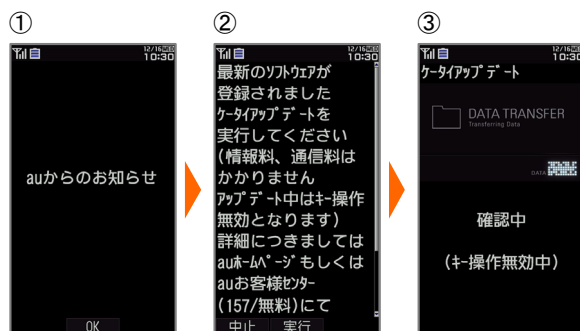 ① ② ③
12/16
10:30
auからのお知らせ
OK
12/16
10:30
最新のｿﾌﾄｳｪｱが
登録されました
ｹｰﾀｲｱｯﾌﾟﾃﾞｰﾄを
実行してください
(情報料、通信料は
かかりません
ｱｯﾌﾟﾃﾞｰﾄ中はｷｰ操作
無効となります)
詳細につきましては
auﾎｰﾑﾍﾟｰｼﾞもしくは
auお客様ｾﾝﾀｰ
(157/無料)にて
中止 実行
12/16
10:30
ｹｰﾀｲｱｯﾌﾟﾃﾞｰﾄ
DATA TRANSFER
Transferring Data
DATA
確認中
(ｷｰ操作無効中)